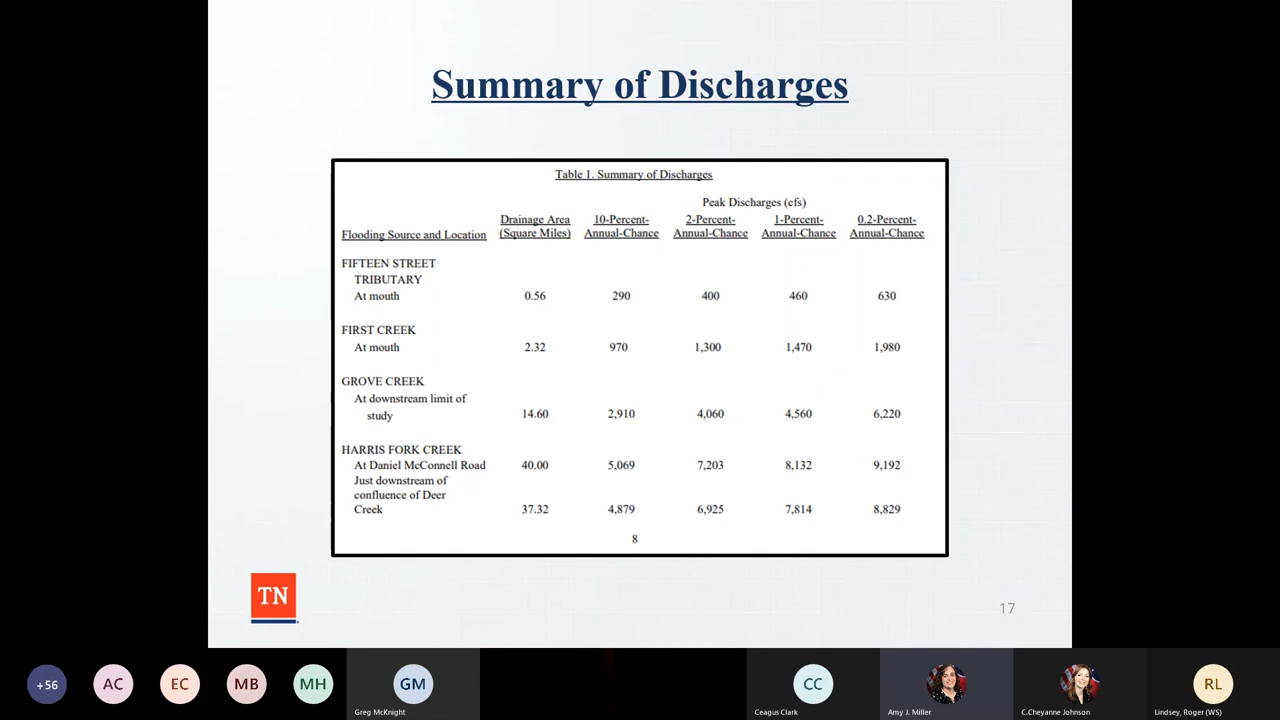 Summary of Discharges
Table 1. Summary of Discharges
Peak Discharges (cfs)
Flooding Source and Location Drainage Area (Square Miles) 10-Percent-Annual-Chance 2-Percent-Annual-Chance 1-Percent-Annual-Chance 0.2-Percent-Annual-Chance
FIFTEEN STREET
TRIBUTARY
At mouth 0.56 290 400 460 630
FIRST CREEK
At mouth 2.32 970 1,300 1,470 1,980
GROVE CREEK
At downstream limit of
study 14.60 2,910 4,060 4,560 6,220
HARRIS FORK CREEK
At Daniel McConnell Road 40.00 5,069 7,203 8,132 9,192
Just downstream of
confluence of Deer
Creek 37.32 4,879 6,925 7,814 8,829
8
TN
17
+56 AC EC MB MH GM CC RL
Greg McKnight Ceagus Clark Amy J. Miller C.Cheyanne Johnson Lindsey, Roger (WS)